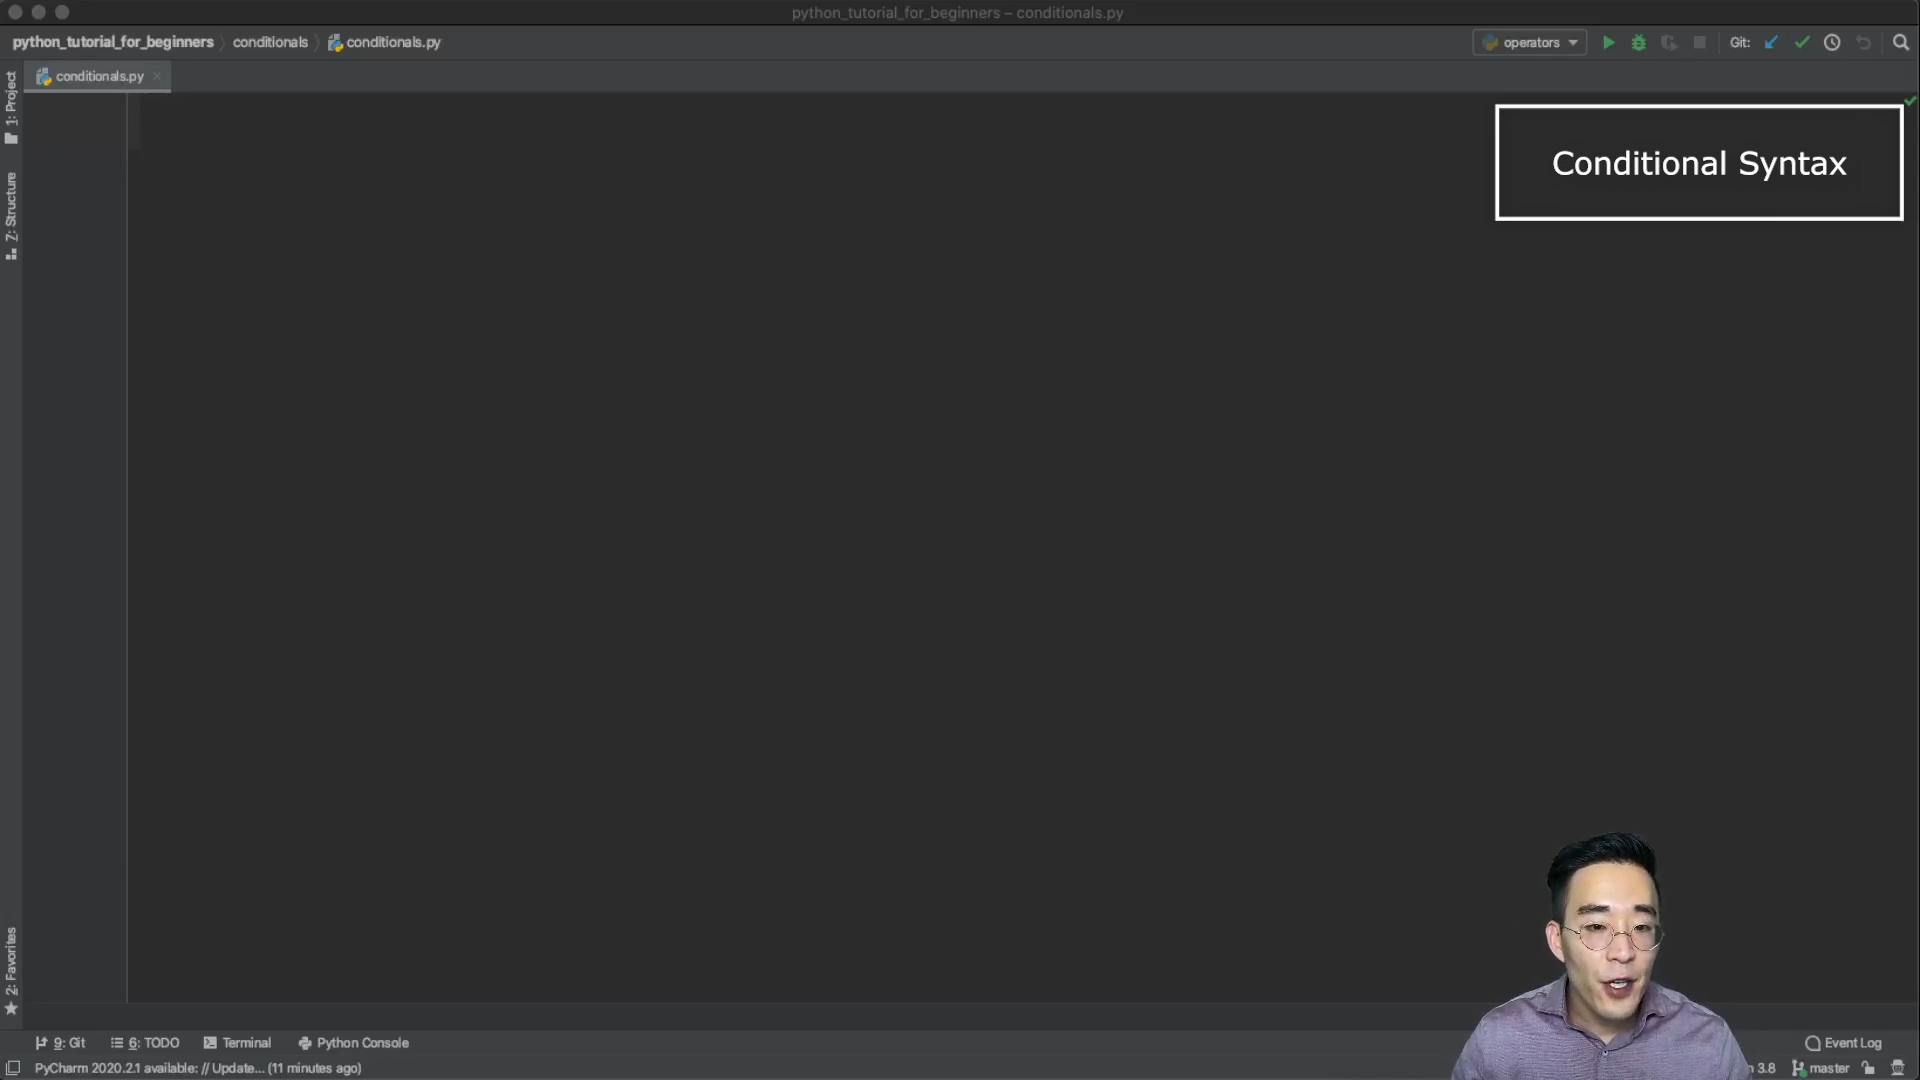 python_tutorial_for_beginners – conditionals.py
python_tutorial_for_beginners conditionals conditionals.py operators Git:
conditionals.py
1: Project
Z: Structure
Conditional Syntax
2: Favorites
9: Git 6: TODO Terminal Python Console Event Log
PyCharm 2020.2.1 available: // Update... (11 minutes ago) 3.8 master